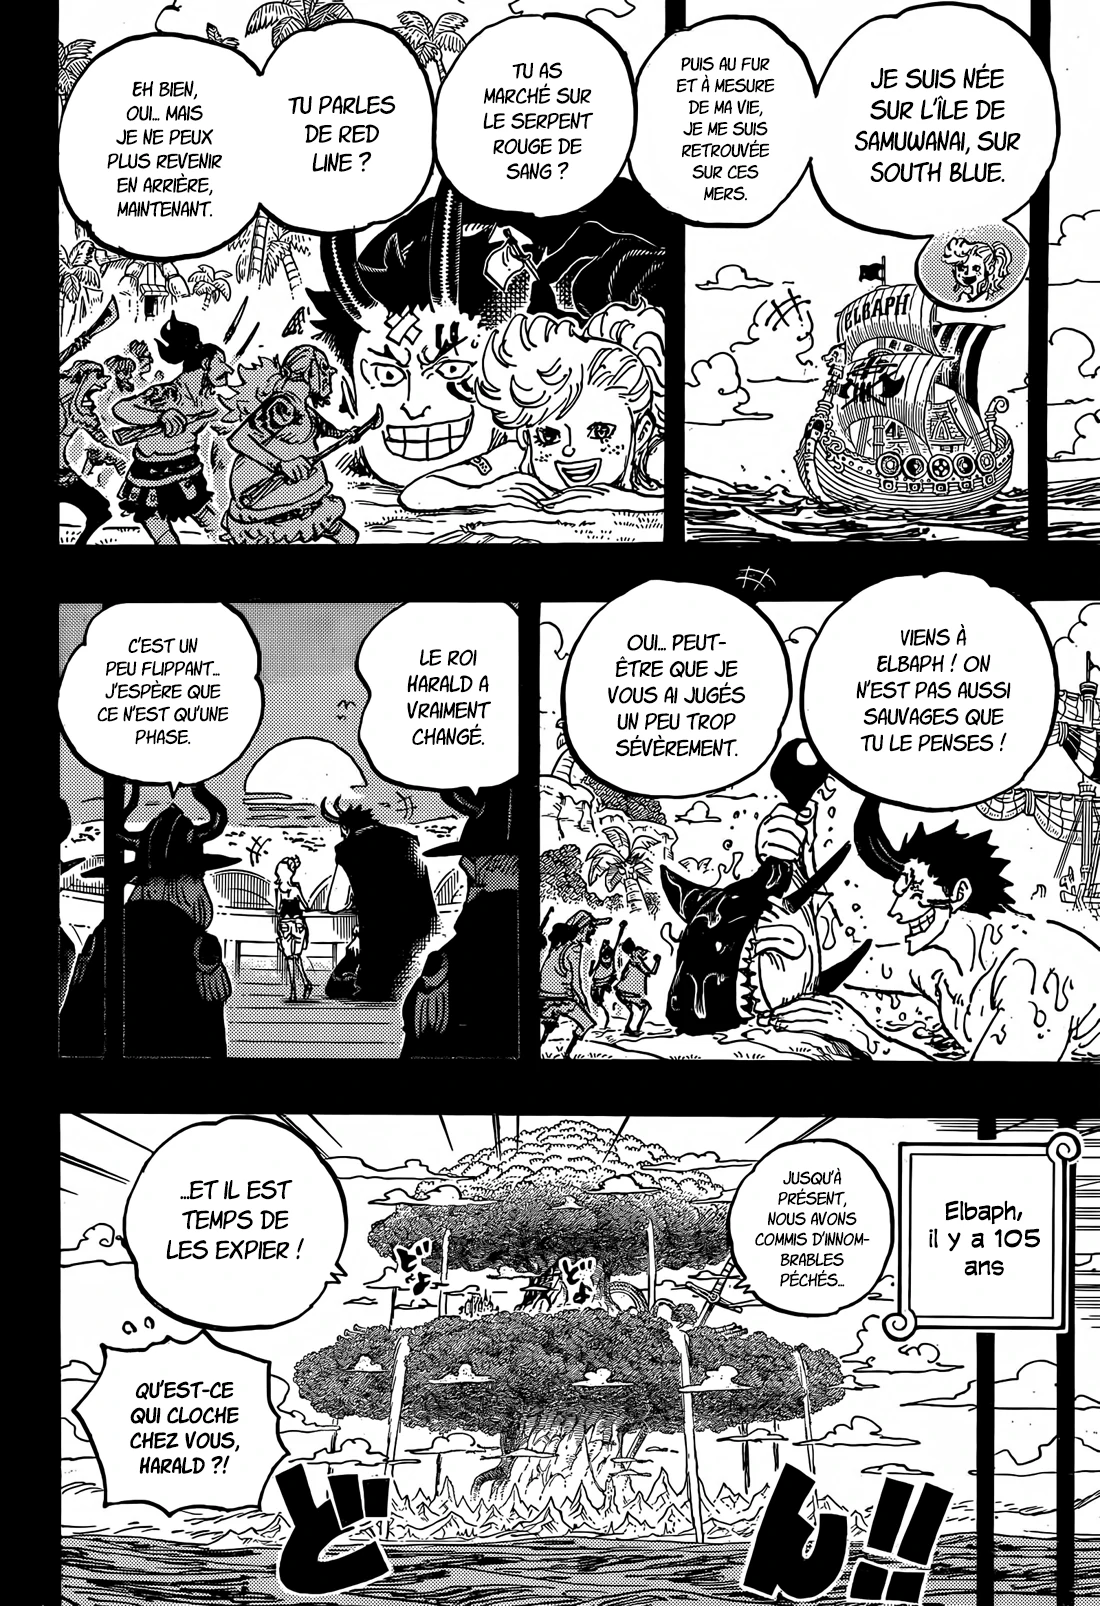 JE SUIS NÉE
SUR L'ÎLE DE
SAMUWANAI, SUR
SOUTH BLUE.
PUIS AU FUR
ET À MESURE
DE MA VIE,
JE ME SUIS
RETROUVÉE
SUR CES
MERS.
ELBAPH
TU AS
MARCHÉ SUR
LE SERPENT
ROUGE DE
SANG ?
TU PARLES
DE RED
LINE ?
EH BIEN,
OUI... MAIS
JE NE PEUX
PLUS REVENIR
EN ARRIÈRE,
MAINTENANT.
VIENS À
ELBAPH ! ON
N'EST PAS AUSSI
SAUVAGES QUE
TU LE PENSES !
OUI... PEUT-
ÊTRE QUE JE
VOUS AI JUGÉS
UN PEU TROP
SÉVÈREMENT.
LE ROI
HARALD A
VRAIMENT
CHANGÉ.
C'EST UN
PEU FLIPPANT...
J'ESPÈRE QUE
CE N'EST QU'UNE
PHASE.
Elbaph,
il y a 105
ans
JUSQU'À
PRÉSENT,
NOUS AVONS
COMMIS D'INNOM-
BRABLES
PÉCHÉS...
...ET IL EST
TEMPS DE
LES EXPIER !
どよ
どよ
QU'EST-CE
QUI CLOCHE
CHEZ VOUS,
HARALD ?!
どん!!